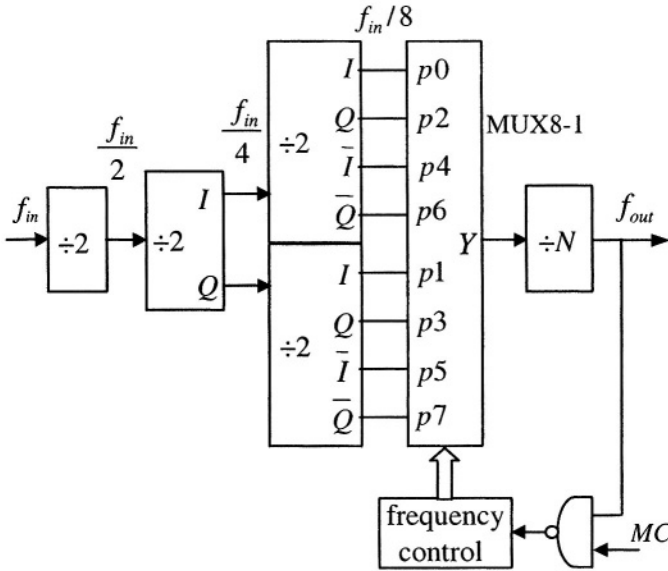 f_in/8
f_in/2
f_in/4
f_in
÷2
÷2
I
Q
÷2
I
Q
I̅
Q̅
÷2
I
Q
I̅
Q̅
p0
p2
p4
p6
p1
p3
p5
p7
Y
MUX8-1
÷N
f_out
frequency
control
MC